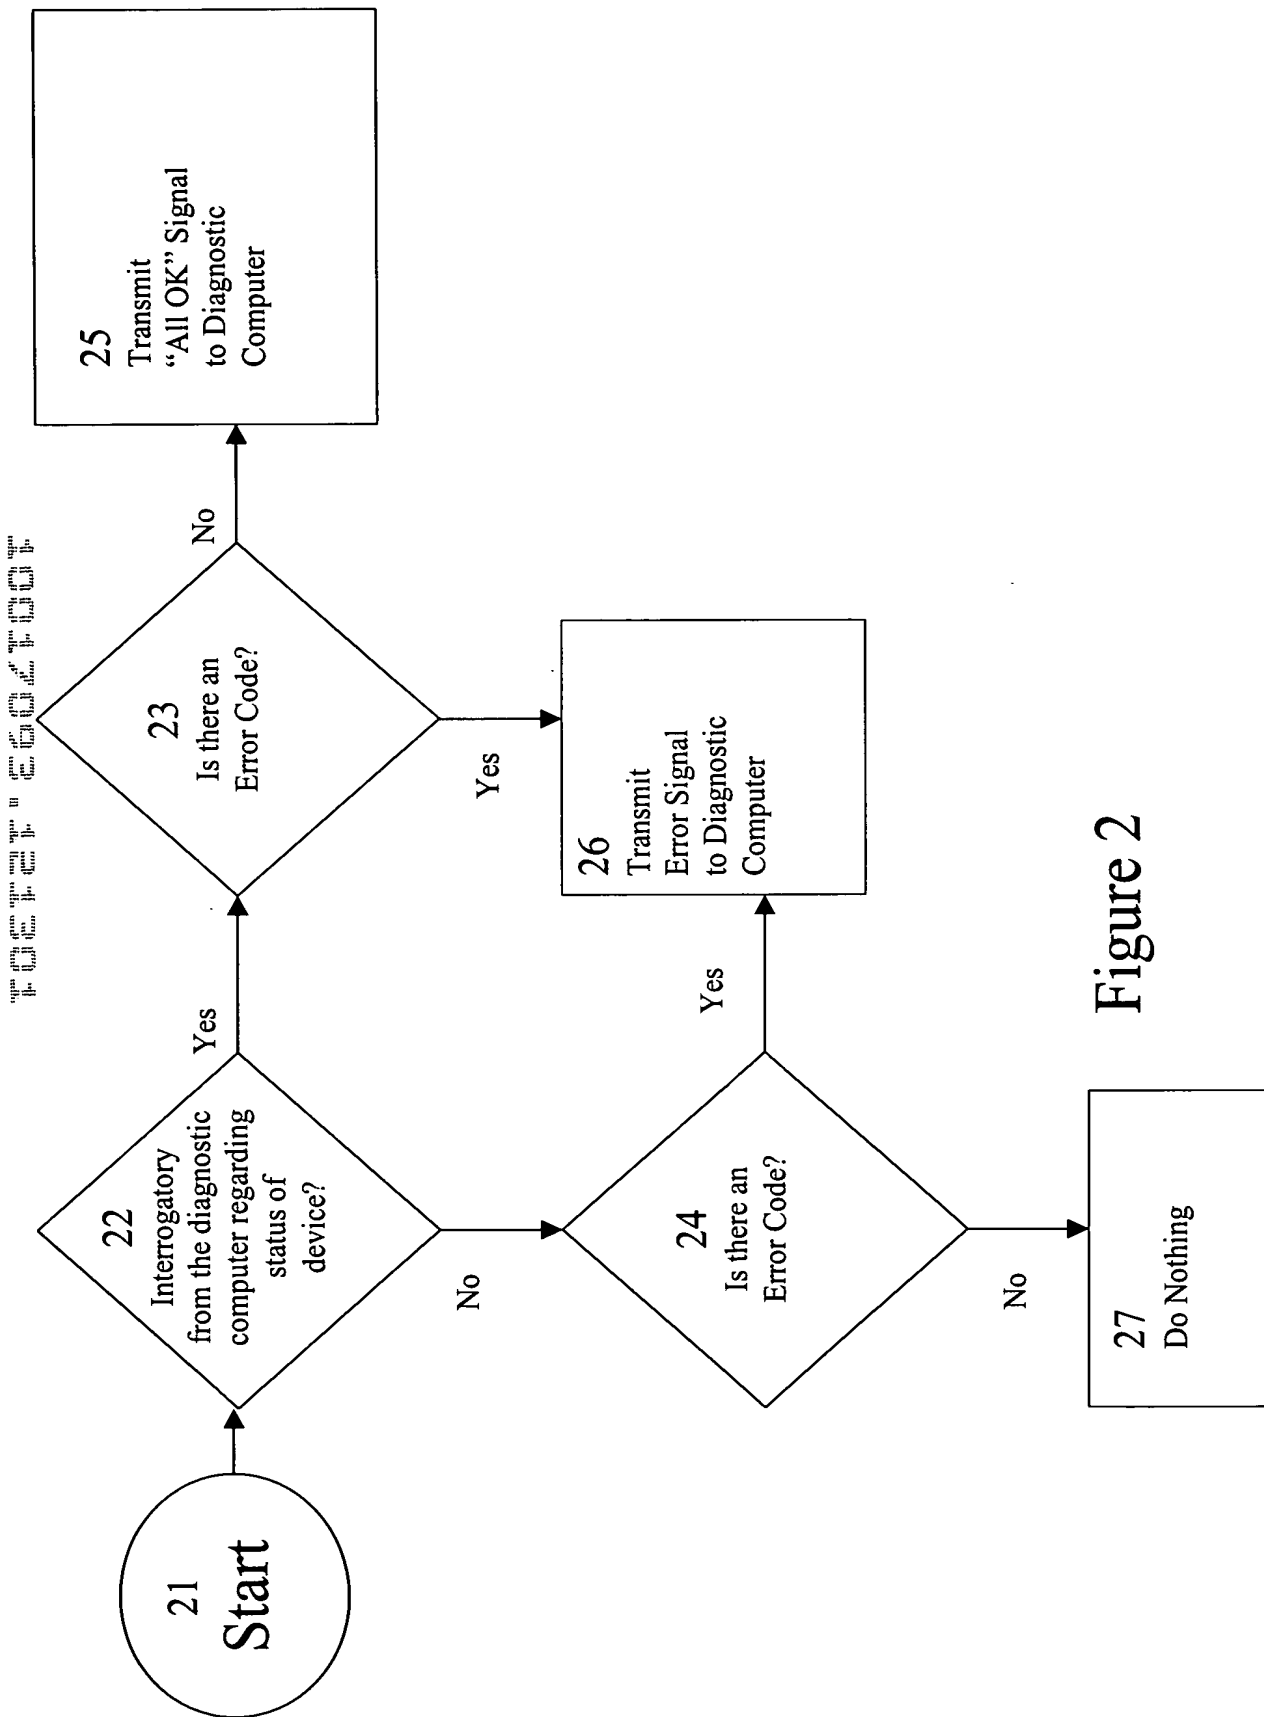 10017093.121301
21
Start
22
Interrogatory
from the diagnostic
computer regarding
status of
device?
Yes
No
23
Is there an
Error Code?
No
Yes
25
Transmit
“All OK” Signal
to Diagnostic
Computer
24
Is there an
Error Code?
Yes
No
26
Transmit
Error Signal
to Diagnostic
Computer
27
Do Nothing
Figure 2